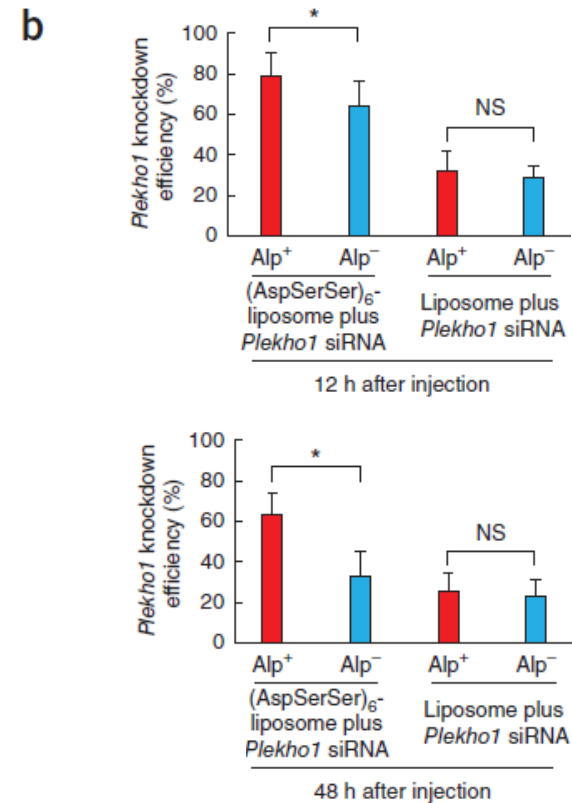 b
*
NS
100
80
60
40
20
0
Plekho1 knockdown
efficiency (%)
Alp⁺
Alp⁻
Alp⁺
Alp⁻
(AspSerSer)₆-
liposome plus
Plekho1 siRNA
Liposome plus
Plekho1 siRNA
12 h after injection
*
NS
100
80
60
40
20
0
Plekho1 knockdown
efficiency (%)
Alp⁺
Alp⁻
Alp⁺
Alp⁻
(AspSerSer)₆-
liposome plus
Plekho1 siRNA
Liposome plus
Plekho1 siRNA
48 h after injection